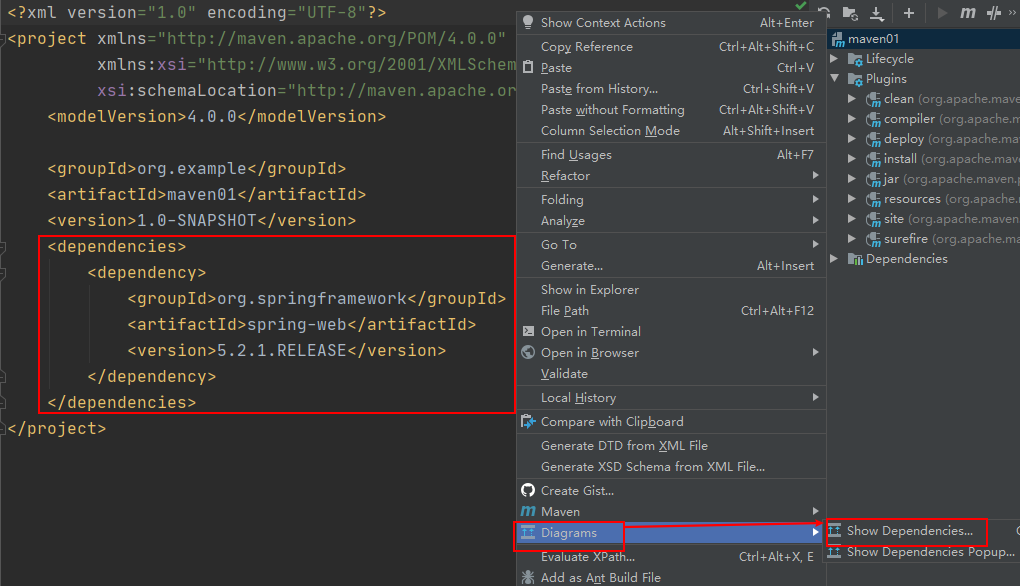 <?xml version="1.0" encoding="UTF-8"?>
<project xmlns="http://maven.apache.org/POM/4.0.0"
xmlns:xsi="http://www.w3.org/2001/XMLSchem
xsi:schemaLocation="http://maven.apache.or
<modelVersion>4.0.0</modelVersion>
<groupId>org.example</groupId>
<artifactId>maven01</artifactId>
<version>1.0-SNAPSHOT</version>
<dependencies>
<dependency>
<groupId>org.springframework</groupId>
<artifactId>spring-web</artifactId>
<version>5.2.1.RELEASE</version>
</dependency>
</dependencies>
</project>
Show Context Actions Alt+Enter
Copy Reference Ctrl+Alt+Shift+C
Paste Ctrl+V
Paste from History... Ctrl+Shift+V
Paste without Formatting Ctrl+Alt+Shift+V
Column Selection Mode Alt+Shift+Insert
Find Usages Alt+F7
Refactor
Folding
Analyze
Go To
Generate... Alt+Insert
Show in Explorer
File Path Ctrl+Alt+F12
Open in Terminal
Open in Browser
Validate
Local History
Compare with Clipboard
Generate DTD from XML File
Generate XSD Schema from XML File...
Create Gist...
Maven
Diagrams
Evaluate XPath... Ctrl+Alt+X, E
Add as Ant Build File
Show Dependencies...
Show Dependencies Popup...
maven01
Lifecycle
Plugins
clean (org.apache.mave
compiler (org.apache.m
deploy (org.apache.ma
install (org.apache.mav
jar (org.apache.maven.p
resources (org.apache.m
site (org.apache.maven.
surefire (org.apache.ma
Dependencies